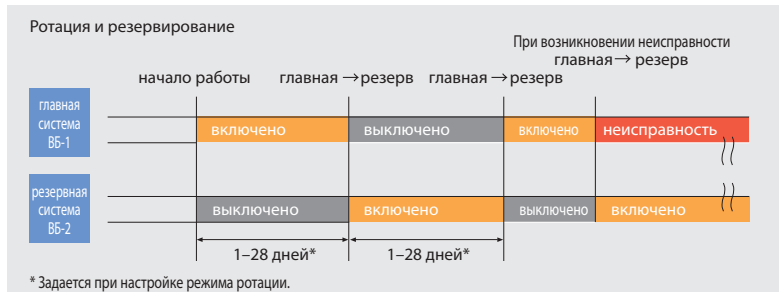 Ротация и резервирование
При возникновении неисправности
главная → резерв
начало работы
главная → резерв
главная → резерв
главная
система
ВБ-1
включено
выключено
включено
неисправность
резервная
система
ВБ-2
выключено
включено
выключено
включено
1–28 дней*
1–28 дней*
* Задается при настройке режима ротации.